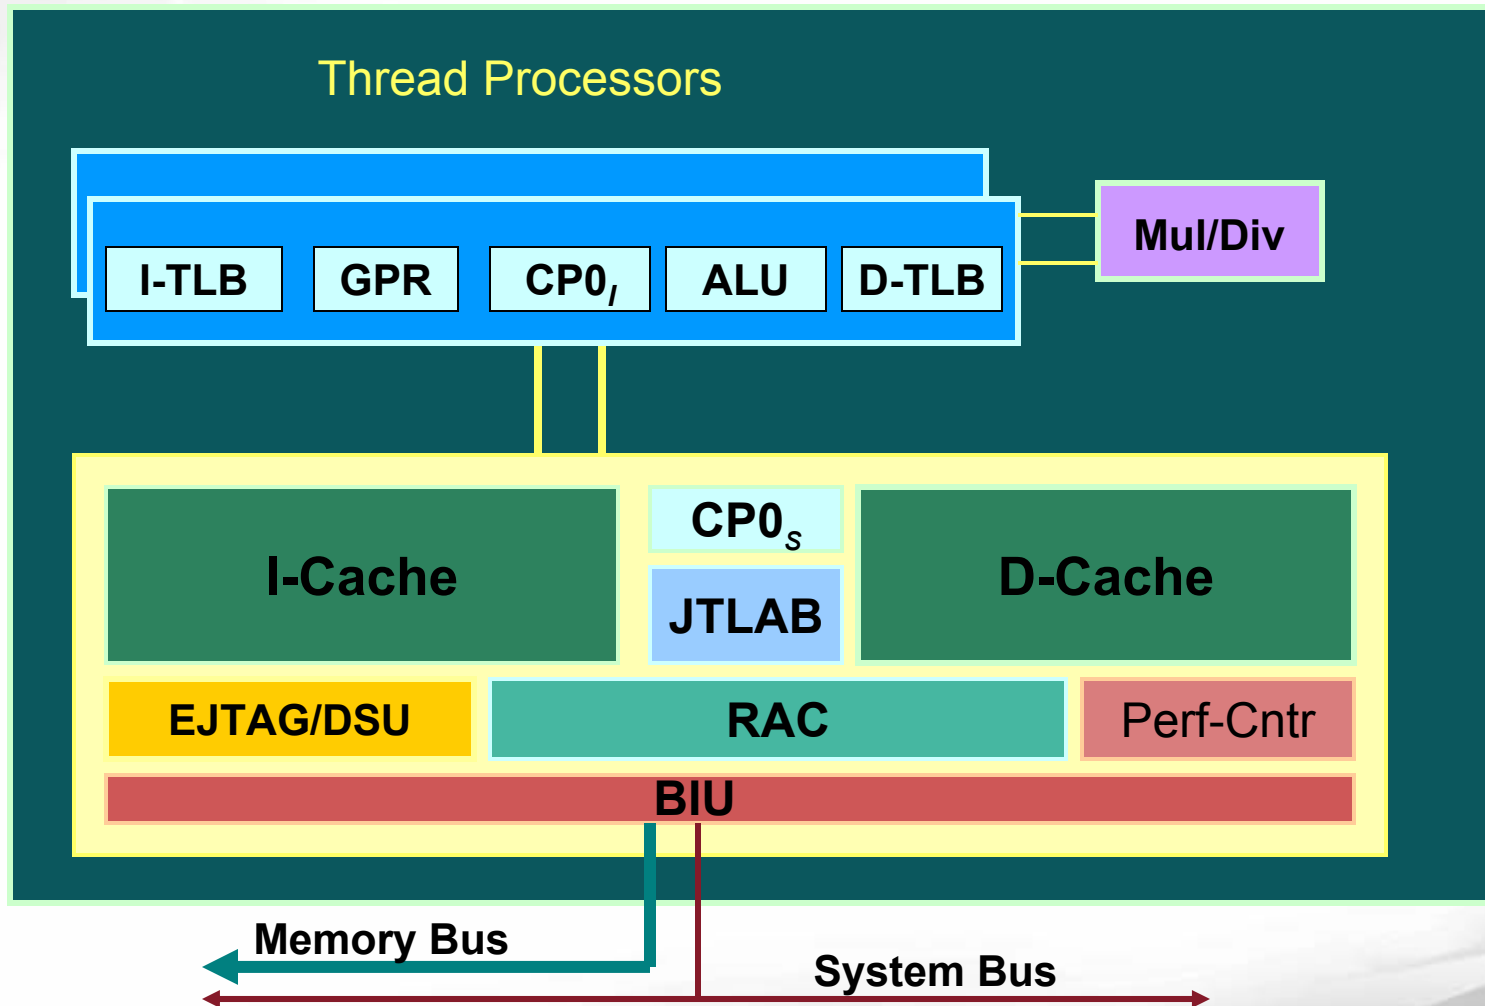 Thread Processors
Mul/Div
I-TLB
GPR
CP0l
ALU
D-TLB
I-Cache
CP0s
D-Cache
JTLAB
EJTAG/DSU
RAC
Perf-Cntr
BIU
Memory Bus
System Bus